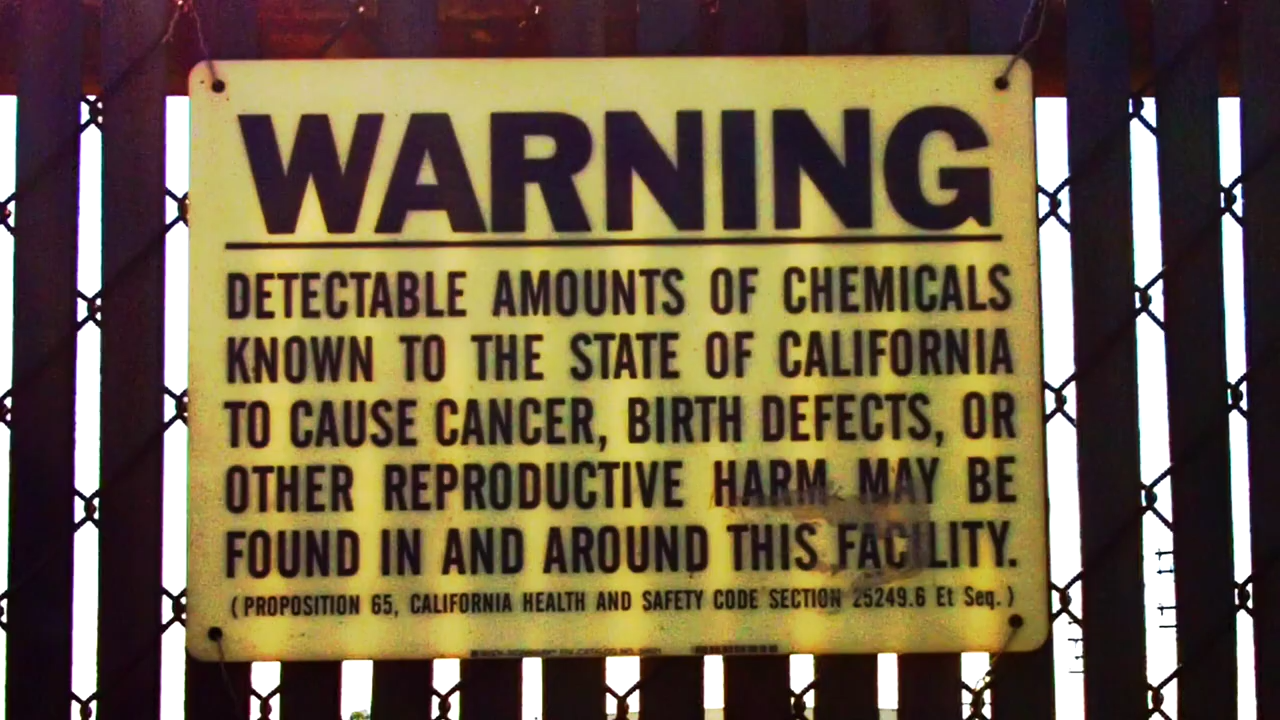 WARNING
DETECTABLE AMOUNTS OF CHEMICALS
KNOWN TO THE STATE OF CALIFORNIA
TO CAUSE CANCER, BIRTH DEFECTS, OR
OTHER REPRODUCTIVE HARM MAY BE
FOUND IN AND AROUND THIS FACILITY.
(PROPOSITION 65, CALIFORNIA HEALTH AND SAFETY CODE SECTION 25249.6 Et Seq.)